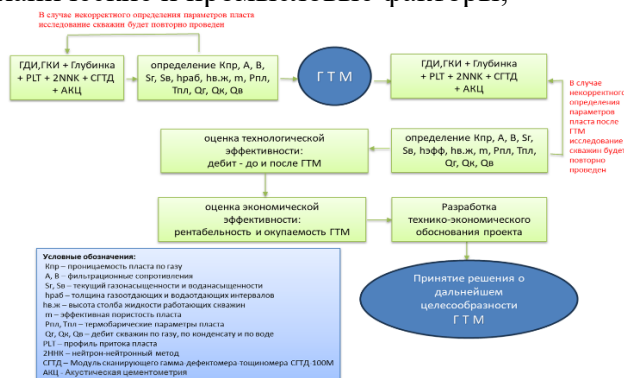 В случае некорректного определения параметров пласта
исследование скважин будет повторно проведен
ГДИ,ГКИ + Глубинка
+ PLT + 2NNK + СГТД
+ АКЦ
определение Кпр, А, В,
Sг, Sв, hраб, hв.ж, m, Рпл,
Тпл, Qг, Qк, Qв
Г Т М
ГДИ,ГКИ + Глубинка
+ PLT + 2NNK + СГТД
+ АКЦ
В случае
некорректного
определения
параметров
пласта после
ГТМ
исследование
скважин будет
повторно
проведен
оценка технологической
эффективности:
дебит - до и после ГТМ
определение Кпр, А, В, Sг,
Sв, hэфф, hв.ж, m, Рпл, Тпл,
Qг, Qк, Qв
оценка экономической
эффективности:
рентабельность и окупаемость ГТМ
Разработка
технико-экономического
обоснования проекта
Принятие решения о
дальнейшем
целесообразности
Г Т М
Условные обозначения:
Кпр – проницаемость пласта по газу
А, В – фильтрационные сопротивления
Sг, Sв – текущий газонасыщенности и воданасыщенности
hраб – толщина газоотдающих и водаотдающих интервалов
hв.ж – высота столба жидкости работающих скважин
m – эффективная пористость пласта
Рпл, Тпл – термобарические параметры пласта
Qг, Qк, Qв – дебит скважин по газу, по конденсату и по воде
PLT – профиль притока пласта
2ННК – нейтрон-нейтронный метод
СГТД – Модуль сканирующего гамма-дефектомера-тощиномера СГТД-100М
АКЦ - Акустическая цементометрия